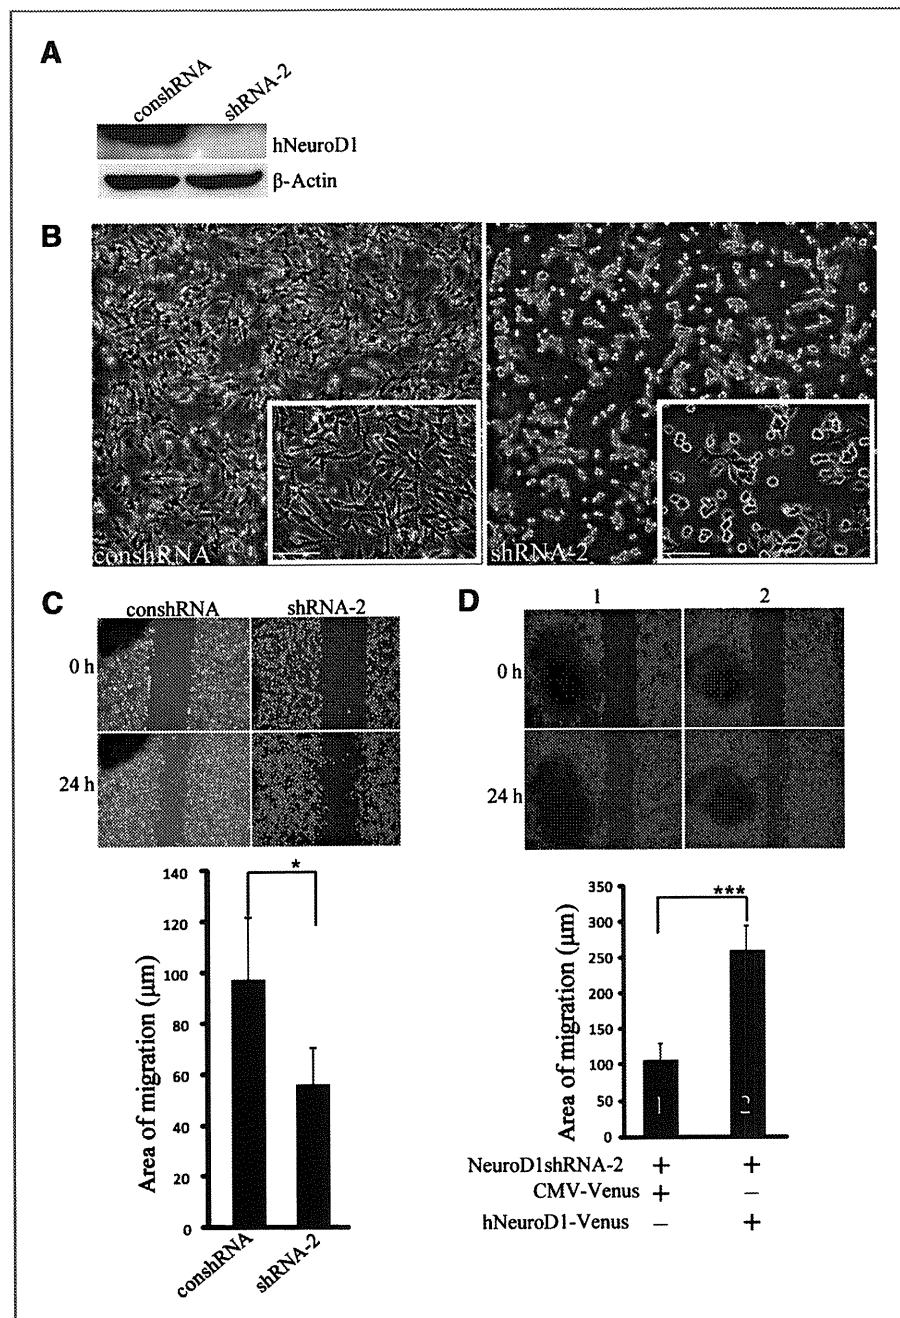 A
conshRNA
shRNA-2
hNeuroD1
β-Actin
B
conshRNA
shRNA-2
C
conshRNA
shRNA-2
0 h
24 h
*
140
120
100
80
60
40
20
0
Area of migration (μm)
conshRNA
shRNA-2
D
1
2
0 h
24 h
***
350
300
250
200
150
100
50
0
Area of migration (μm)
1
2
NeuroD1shRNA-2 + +
CMV-Venus + −
hNeuroD1-Venus − +